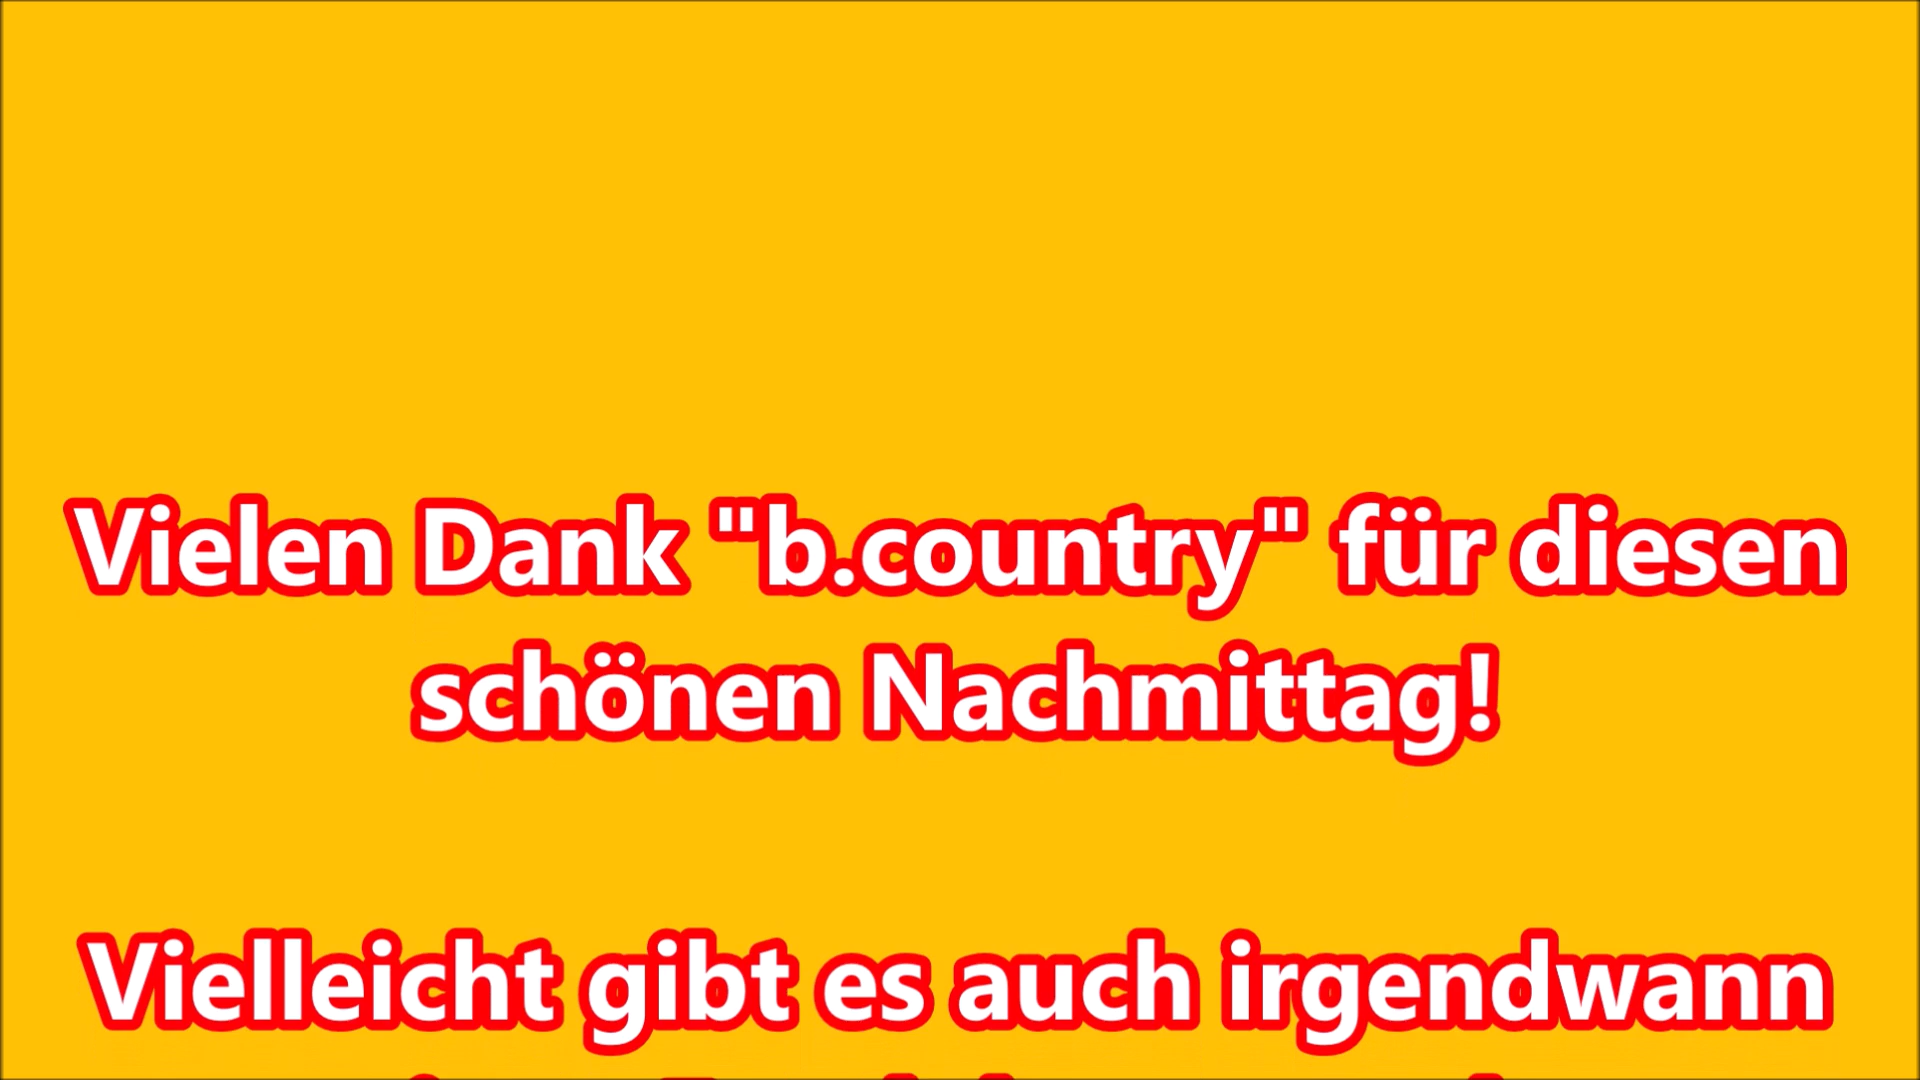 Vielen Dank "b.country" für diesen
schönen Nachmittag!
Vielleicht gibt es auch irgendwann